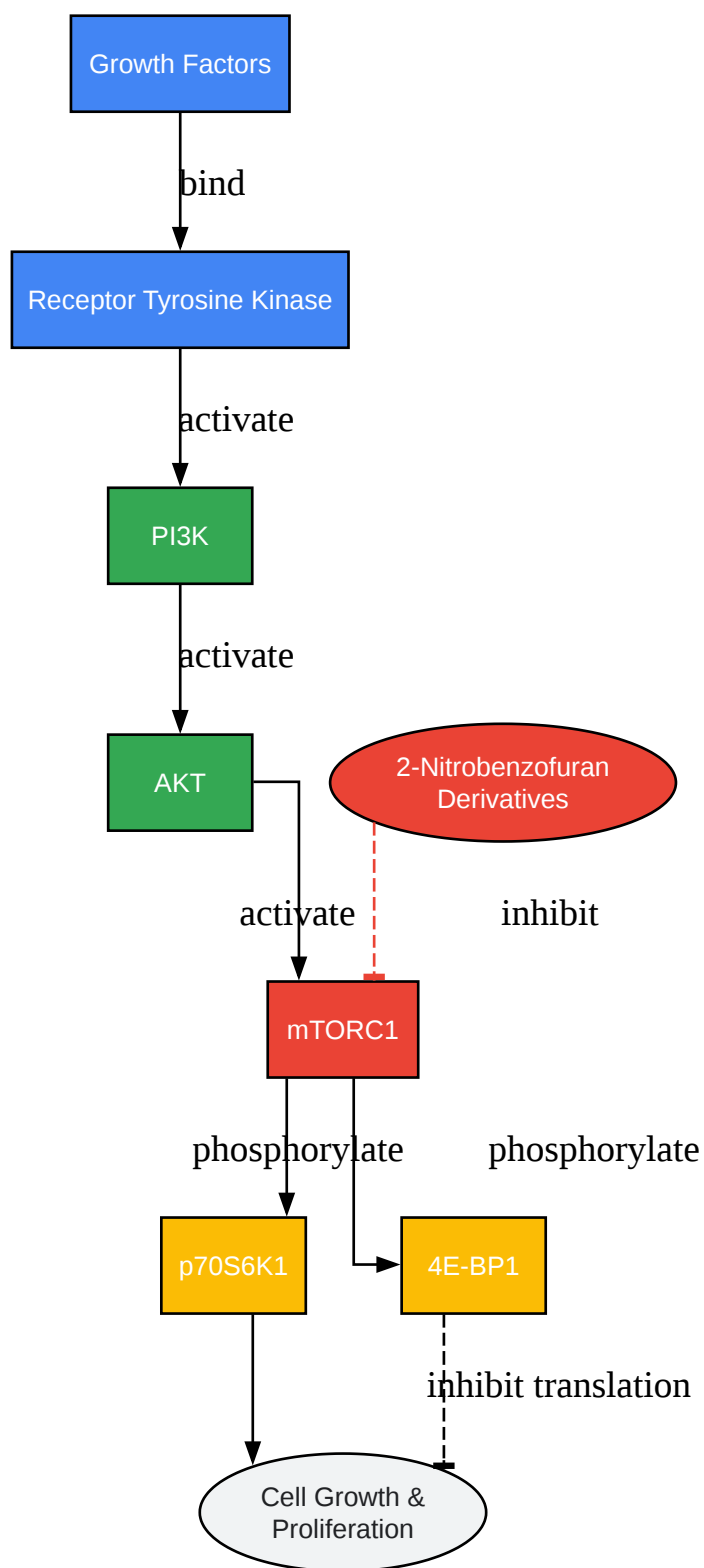 Growth Factors
bind
Receptor Tyrosine Kinase
activate
PI3K
activate
AKT
2-Nitrobenzofuran
Derivatives
activate
inhibit
mTORC1
phosphorylate
phosphorylate
p70S6K1
4E-BP1
inhibit translation
Cell Growth &
Proliferation